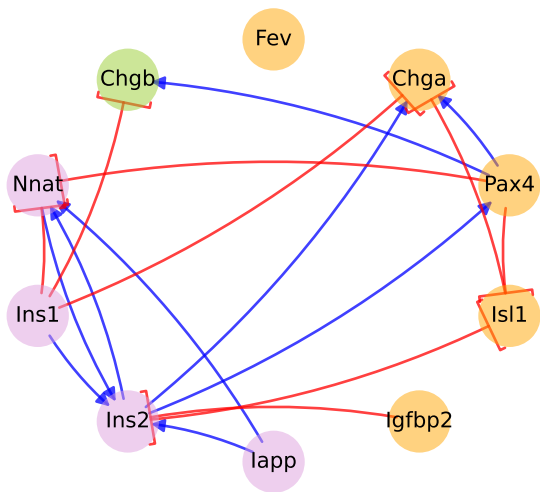 Fev
Chgb
Chga
Nnat
Pax4
Ins1
Isl1
Ins2
Igfbp2
Iapp